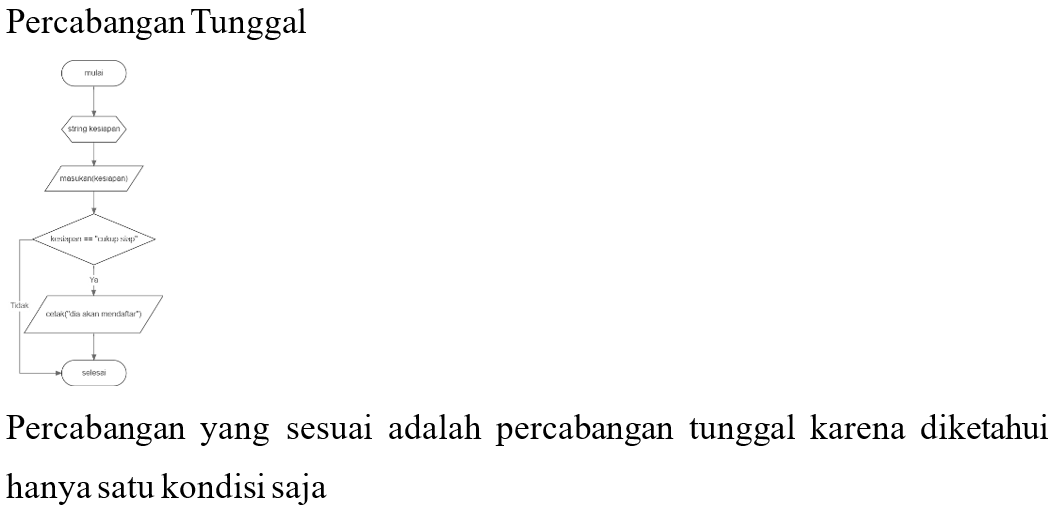 Percabangan Tunggal
mulai
string kesiapan
masukan(kesiapan)
kesiapan == "cukup siap"
Ya
Tidak
cetak("dia akan mendaftar")
selesai
Percabangan yang sesuai adalah percabangan tunggal karena diketahui
hanya satu kondisi saja